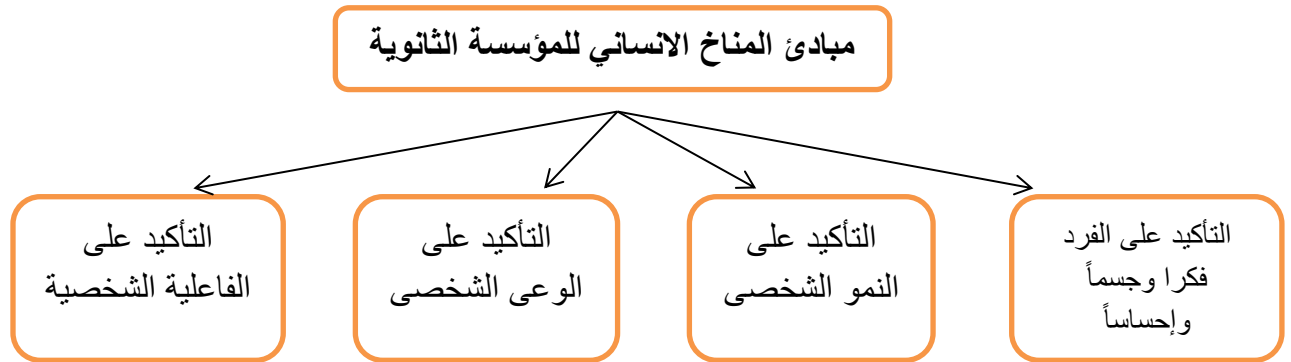 مبادئ المناخ الانساني للمؤسسة الثانوية
التأكيد على الفرد
فكرا وجسماً
وإحساساً
التأكيد على
النمو الشخصى
التأكيد على
الوعى الشخصى
التأكيد على
الفاعلية الشخصية